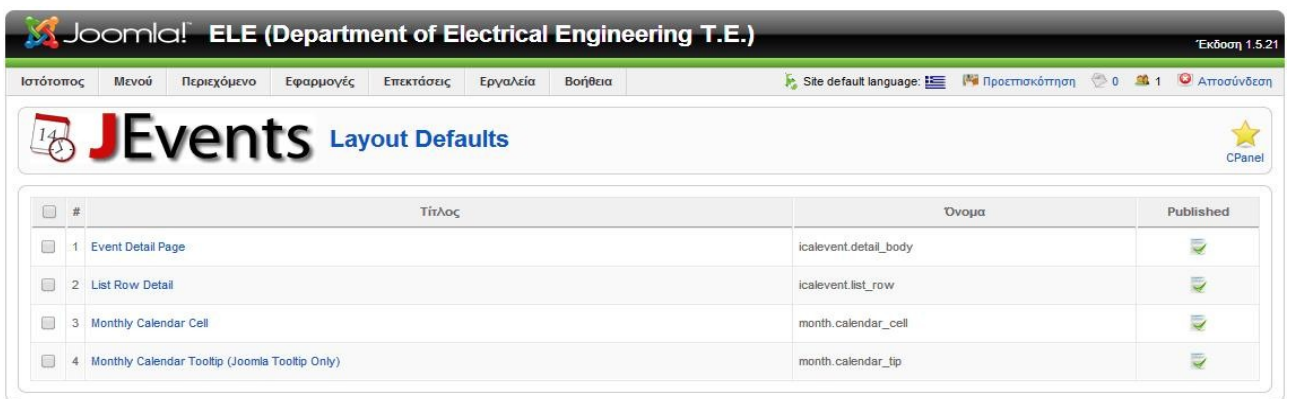 Joomla! ELE (Department of Electrical Engineering T.E.)
Έκδοση 1.5.21
Ιστότοπος Μενού Περιεχόμενο Εφαρμογές Επεκτάσεις Εργαλεία Βοήθεια Site default language: Προεπισκόπηση 0 1 Αποσύνδεση
14 JEvents Layout Defaults
CPanel
# Τίτλος Όνομα Published
1 Event Detail Page icalevent.detail_body
2 List Row Detail icalevent.list_row
3 Monthly Calendar Cell month.calendar_cell
4 Monthly Calendar Tooltip (Joomla Tooltip Only) month.calendar_tip